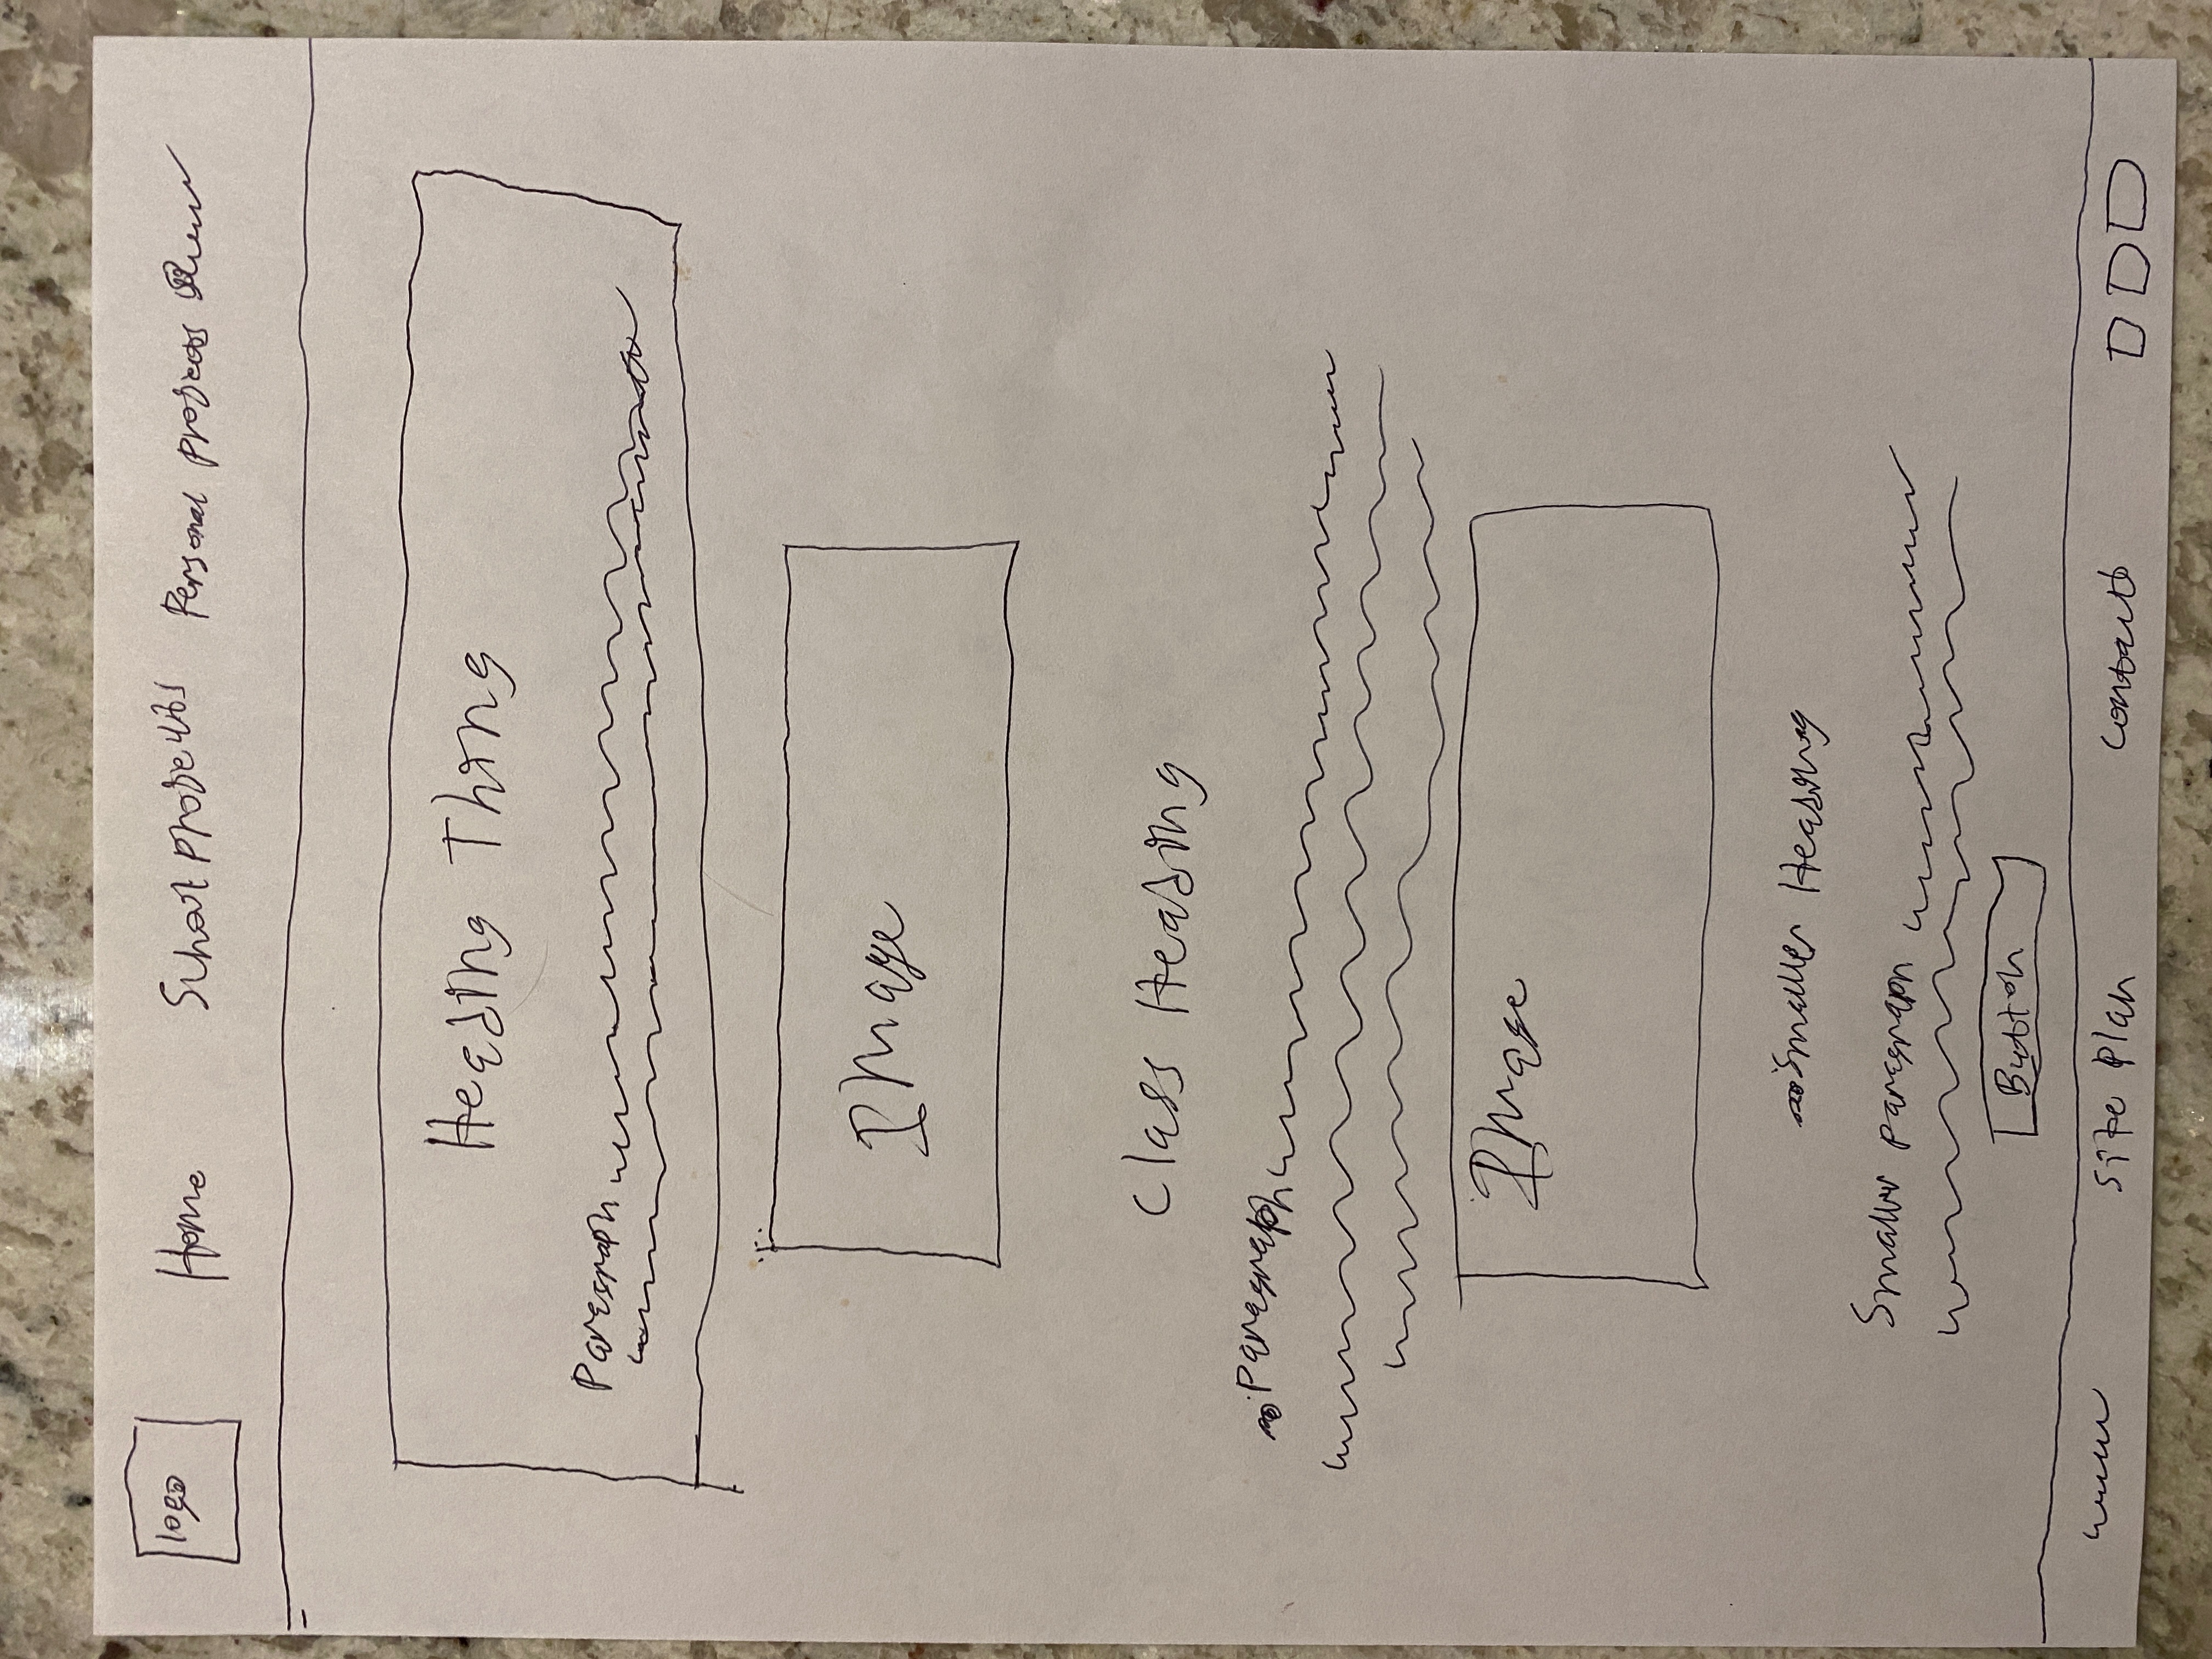 logo Home School projects Personal projects
Heading Thing
Paragraph
Image
Class Heading
Paragraph
Image
Smaller Heading
Smaller paragraph
Button
Site Plan Contact